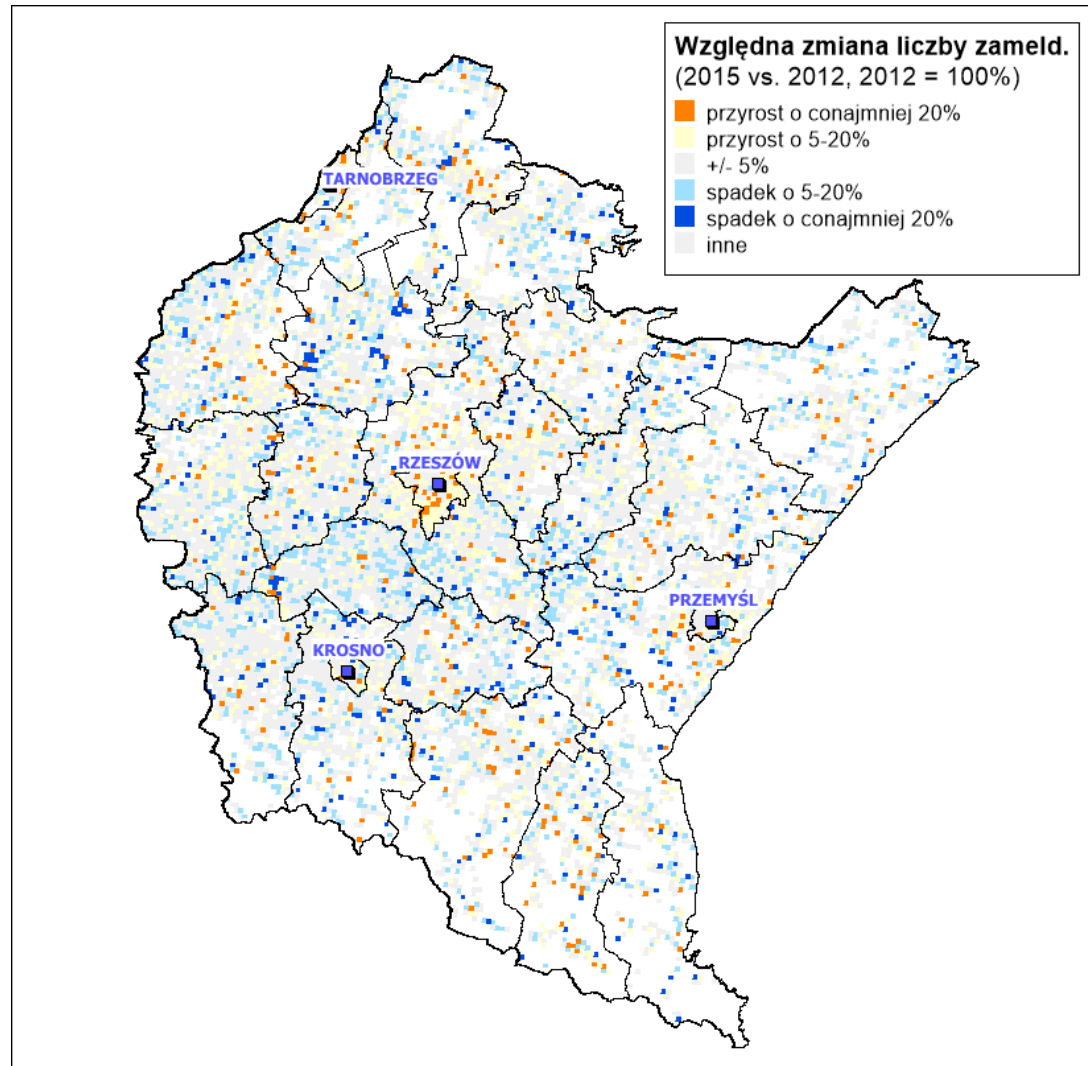 Względna zmiana liczby zameld.
(2015 vs. 2012, 2012 = 100%)
przyrost o conajmniej 20%
przyrost o 5-20%
+/- 5%
spadek o 5-20%
spadek o conajmniej 20%
inne
TARNOBRZEG
RZESZÓW
PRZEMYŚL
KROSNO